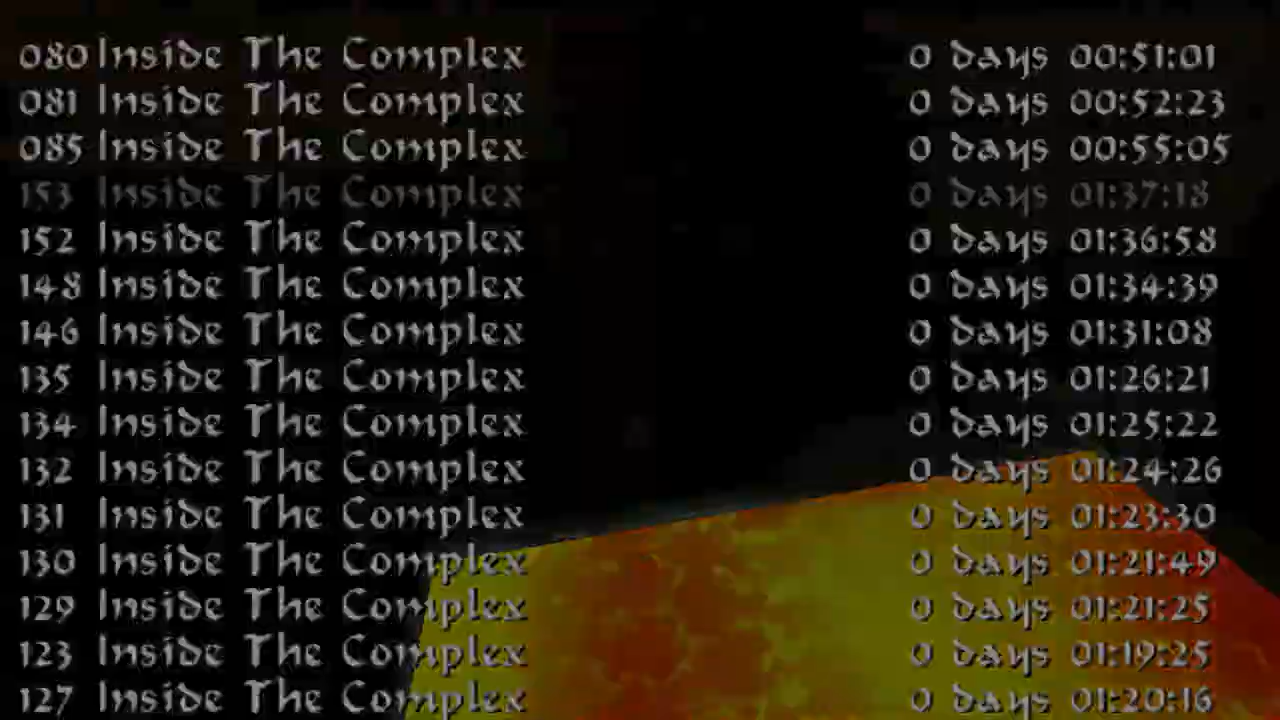 080 Inside The Complex 0 days 00:51:01
081 Inside The Complex 0 days 00:52:23
085 Inside The Complex 0 days 00:55:05
153 Inside The Complex 0 days 01:37:18
152 Inside The Complex 0 days 01:36:58
148 Inside The Complex 0 days 01:34:39
146 Inside The Complex 0 days 01:31:08
135 Inside The Complex 0 days 01:26:21
134 Inside The Complex 0 days 01:25:22
132 Inside The Complex 0 days 01:24:26
131 Inside The Complex 0 days 01:23:30
130 Inside The Complex 0 days 01:21:49
129 Inside The Complex 0 days 01:21:25
123 Inside The Complex 0 days 01:19:25
127 Inside The Complex 0 days 01:20:16